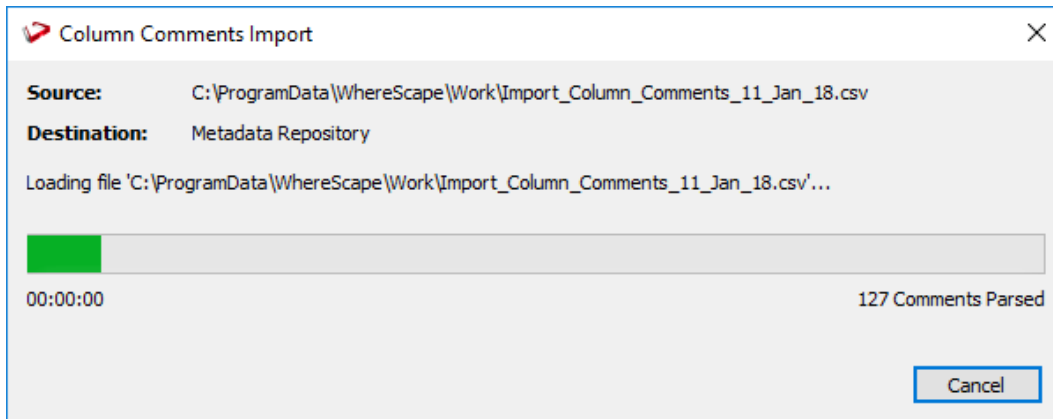 Column Comments Import
Source: C:\ProgramData\WhereScape\Work\Import_Column_Comments_11_Jan_18.csv
Destination: Metadata Repository
Loading file 'C:\ProgramData\WhereScape\Work\Import_Column_Comments_11_Jan_18.csv'...
00:00:00 127 Comments Parsed
Cancel